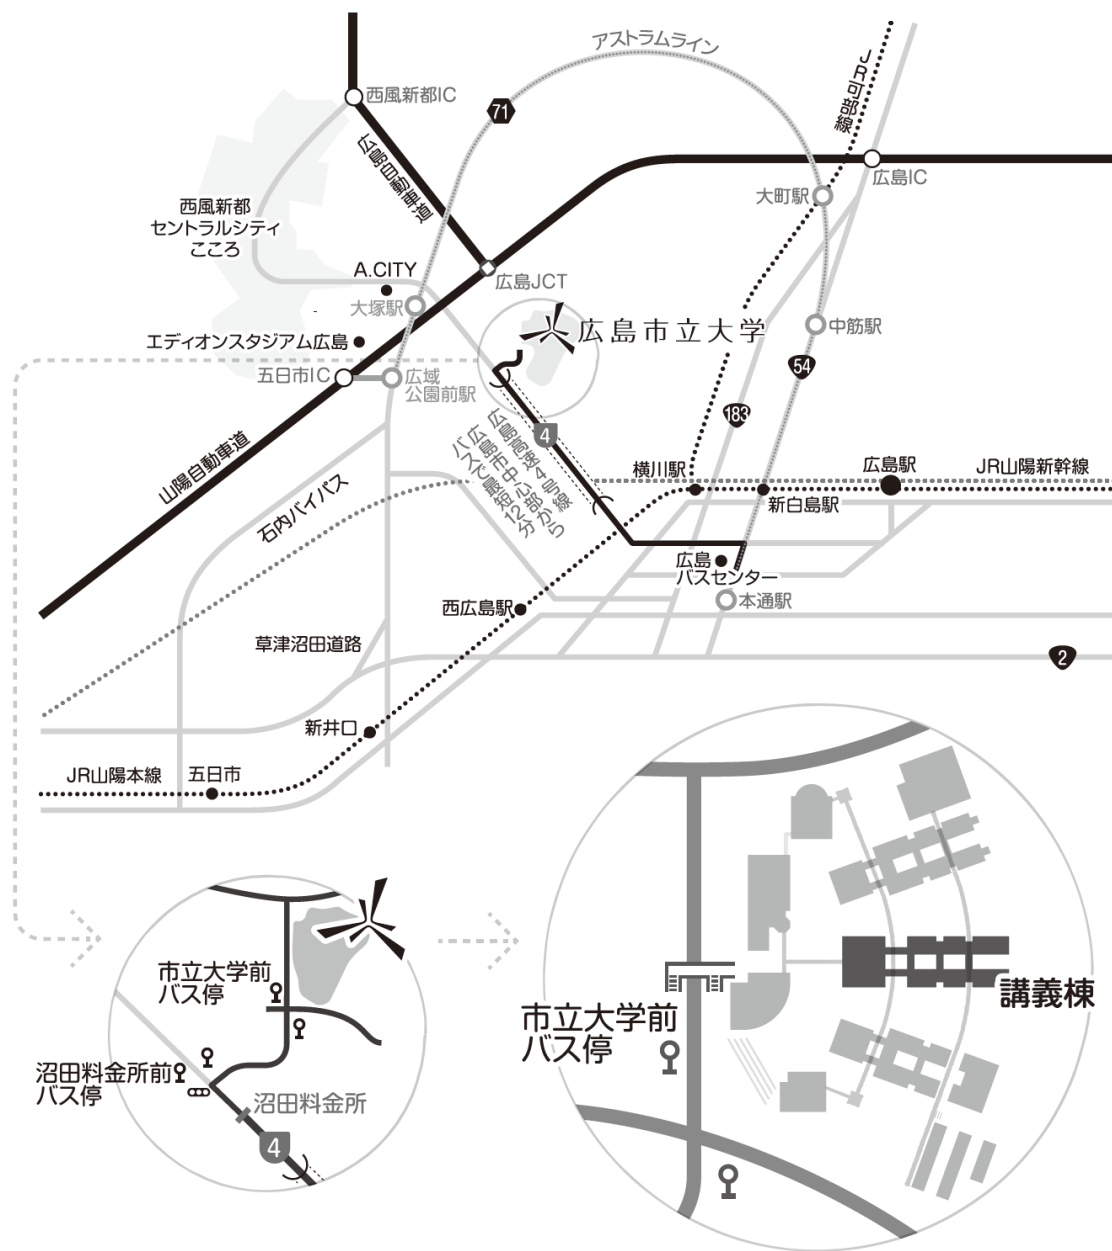 アストラムライン
JR可部線
西風新都IC
71
広島自動車道
広島IC
大町駅
西風新都
セントラルシティ
こころ
A.CITY
広島JCT
大塚駅
広島市立大学
中筋駅
エディオンスタジアム広島
五日市IC
広域
公園前駅
54
183
4
広島高速4号線
広島市中心部から
バスで最短12分
山陽自動車道
石内バイパス
横川駅
広島駅
JR山陽新幹線
新白島駅
広島
バスセンター
本通駅
西広島駅
草津沼田道路
2
新井口
JR山陽本線
五日市
市立大学前
バス停
沼田料金所前
バス停
沼田料金所
4
市立大学前
バス停
講義棟